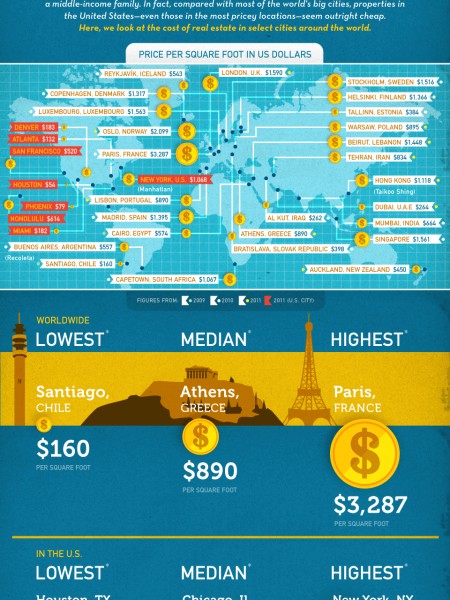 a middle-income family. In fact, compared with most of the world's big cities, properties in
the United States—even those in the most pricey locations—seem outright cheap.
Here, we look at the cost of real estate in select cities around the world.
PRICE PER SQUARE FOOT IN US DOLLARS
REYKJAVÍK, ICELAND $543
LONDON, U.K. $1,590
COPENHAGEN, DENMARK $1,317
STOCKHOLM, SWEDEN $1,516
HELSINKI, FINLAND $1,366
LUXEMBOURG, LUXEMBOURG $1,563
TALLINN, ESTONIA $384
DENVER $183
OSLO, NORWAY $2,099
WARSAW, POLAND $895
ATLANTA $132
BEIRUT, LEBANON $1,448
SAN FRANCISCO $520
PARIS, FRANCE $3,287
TEHRAN, IRAN $834
HOUSTON $54
NEW YORK, U.S. $1,068
(Manhattan)
HONG KONG $1,118
(Taikoo Shing)
LISBON, PORTUGAL $890
PHOENIX $79
DUBAI, U.A.E $264
HONOLULU $616
MADRID, SPAIN $1,395
AL KUT, IRAQ $262
MUMBAI, INDIA $664
MIAMI $182
CAIRO, EGYPT $574
ATHENS, GREECE $890
SINGAPORE $1,561
BUENOS AIRES, ARGENTINA $557
(Recoleta)
BRATISLAVA, SLOVAK REPUBLIC $398
SANTIAGO, CHILE $160
AUCKLAND, NEW ZEALAND $450
CAPETOWN, SOUTH AFRICA $1,067
FIGURES FROM: 2009 2010 2011 2011 (U.S. CITY)
WORLDWIDE
LOWEST* MEDIAN* HIGHEST*
Santiago, Athens, Paris,
CHILE GREECE FRANCE
$160
PER SQUARE FOOT
$890
PER SQUARE FOOT
$3,287
PER SQUARE FOOT
IN THE U.S.
LOWEST* MEDIAN* HIGHEST*
Houston, TX Chicago, IL New York, NY